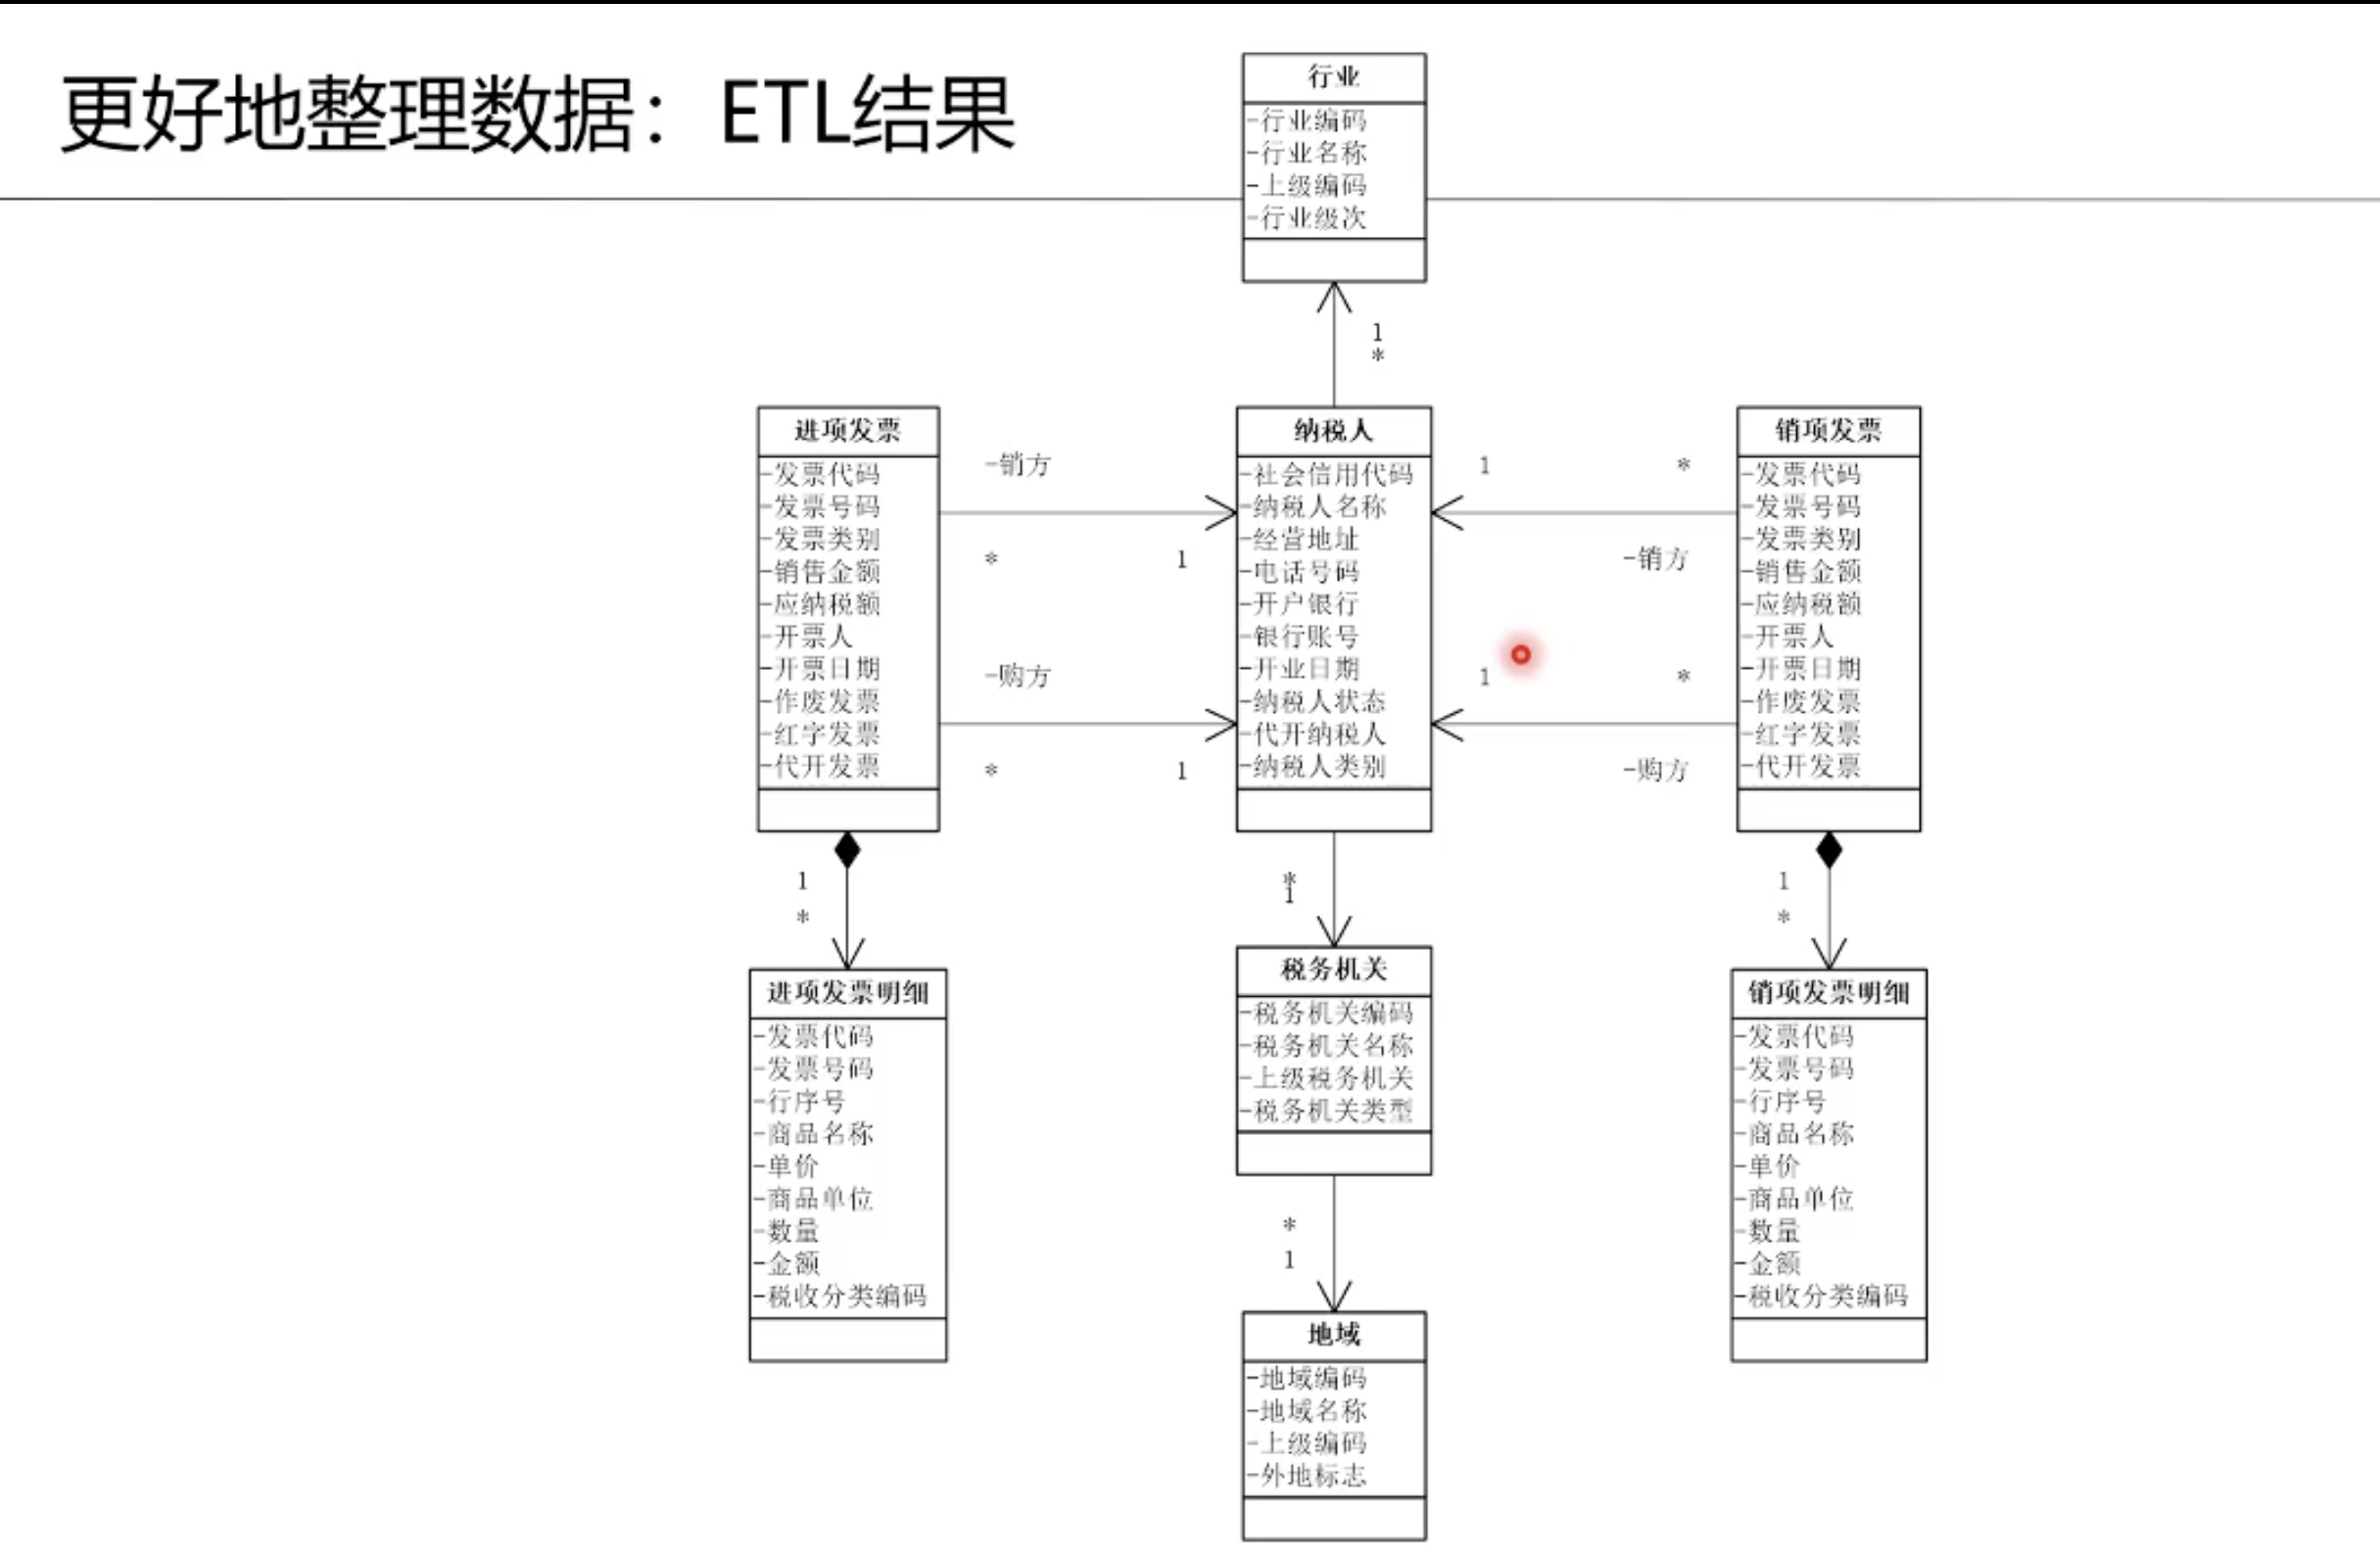 更好地整理数据：ETL结果
行业
-行业编码
-行业名称
-上级编码
-行业级次
1
*
进项发票
-发票代码
-发票号码
-发票类别
-销售金额
-应纳税额
-开票人
-开票日期
-作废发票
-红字发票
-代开发票
-销方
*
1
-购方
*
1
纳税人
-社会信用代码
-纳税人名称
-经营地址
-电话号码
-开户银行
-银行账号
-开业日期
-纳税人状态
-代开纳税人
-纳税人类别
1
*
-销方
1
*
-购方
销项发票
-发票代码
-发票号码
-发票类别
-销售金额
-应纳税额
-开票人
-开票日期
-作废发票
-红字发票
-代开发票
1
*
*
1
1
*
进项发票明细
-发票代码
-发票号码
-行序号
-商品名称
-单价
-商品单位
-数量
-金额
-税收分类编码
税务机关
-税务机关编码
-税务机关名称
-上级税务机关
-税务机关类型
*
1
地域
-地域编码
-地域名称
-上级编码
-外地标志
销项发票明细
-发票代码
-发票号码
-行序号
-商品名称
-单价
-商品单位
-数量
-金额
-税收分类编码